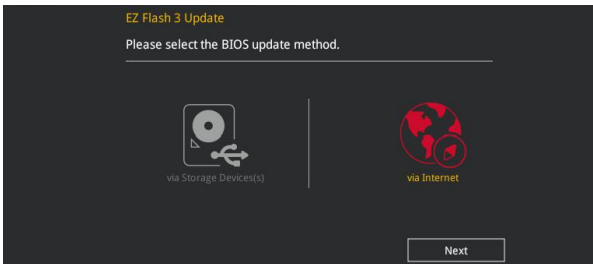 EZ Flash 3 Update
Please select the BIOS update method.
via Storage Devices(s)
via Internet
Next